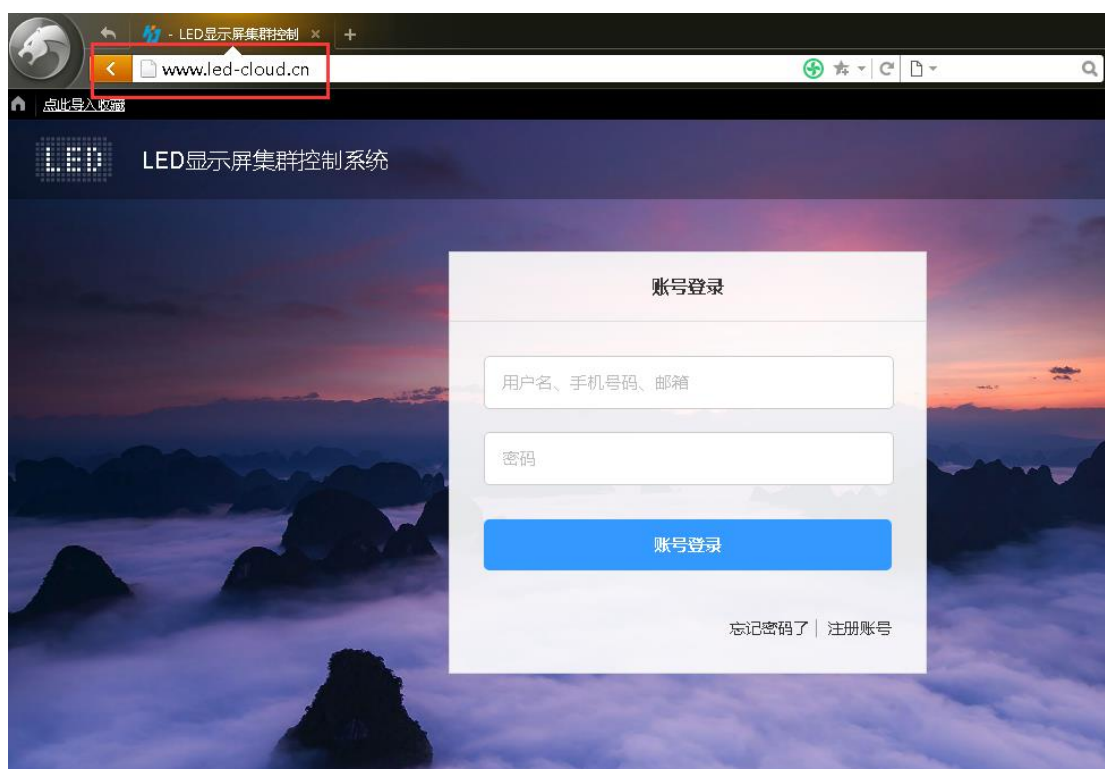 - LED显示屏集群控制
www.led-cloud.cn
点此导入收藏
LED LED显示屏集群控制系统
账号登录
用户名、手机号码、邮箱
密码
账号登录
忘记密码了 | 注册账号